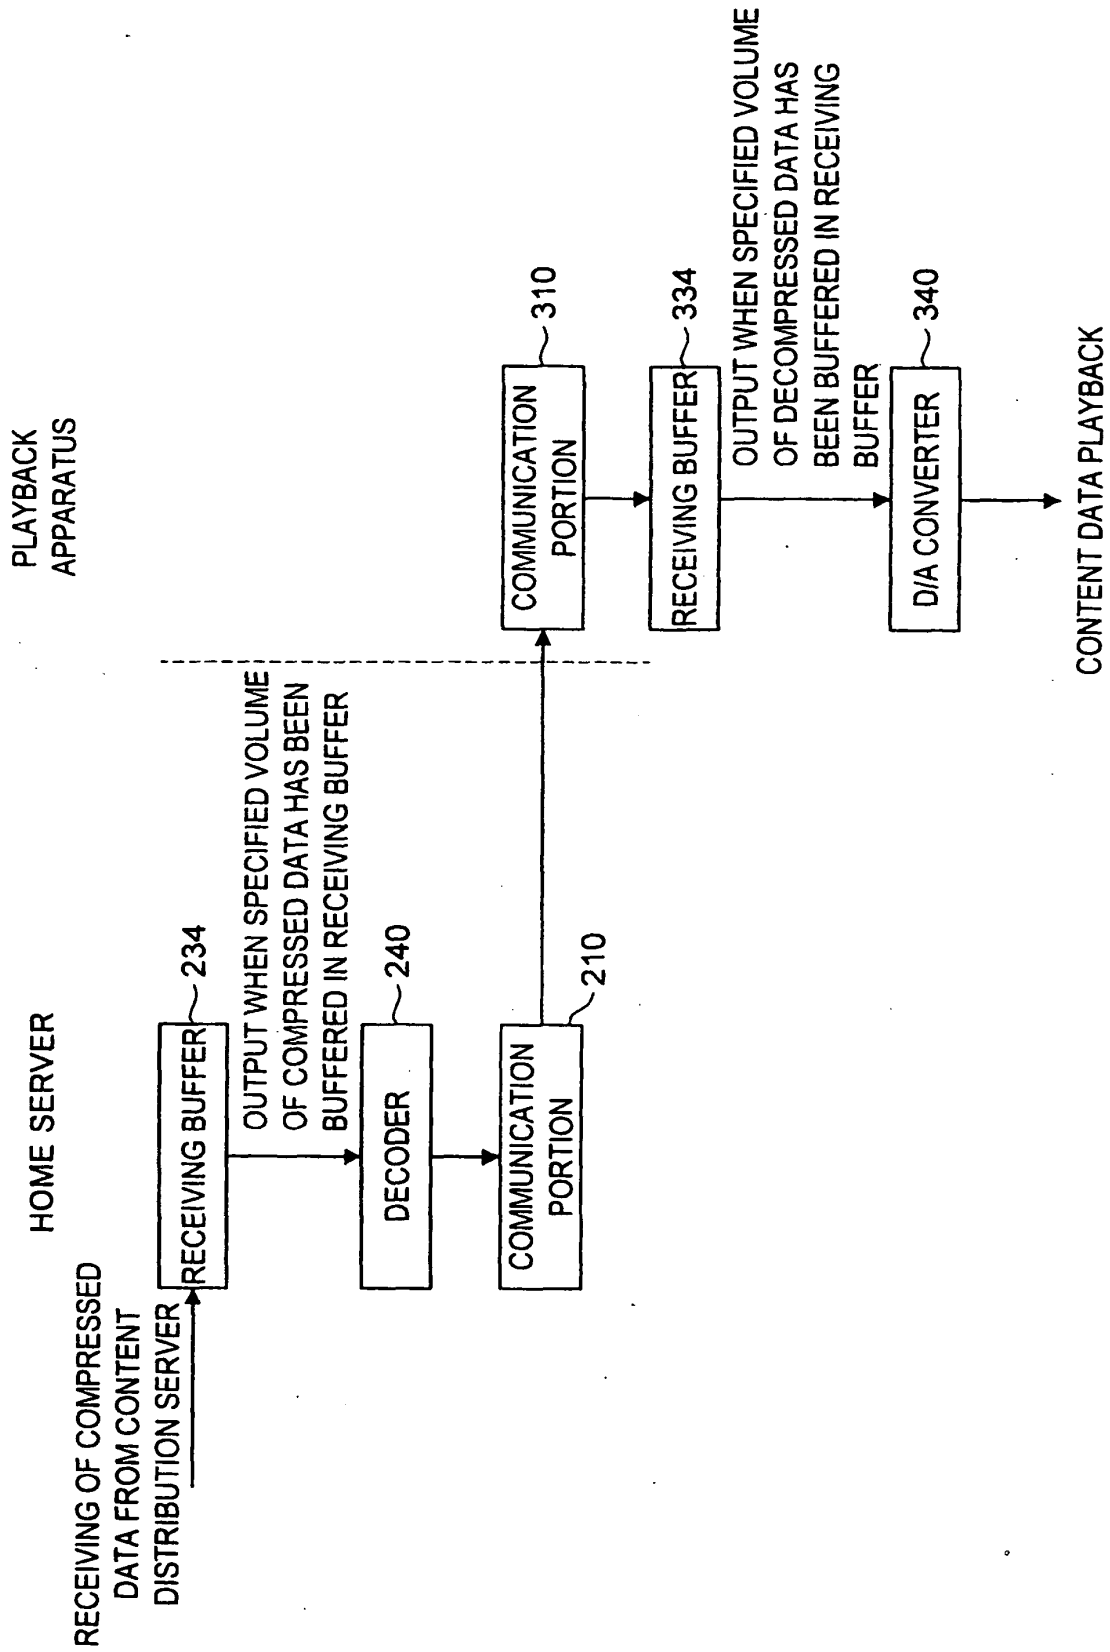 HOME SERVER
PLAYBACK
APPARATUS
RECEIVING OF COMPRESSED
DATA FROM CONTENT
DISTRIBUTION SERVER
RECEIVING BUFFER
234
OUTPUT WHEN SPECIFIED VOLUME
OF COMPRESSED DATA HAS BEEN
BUFFERED IN RECEIVING BUFFER
DECODER
240
COMMUNICATION
PORTION
210
COMMUNICATION
PORTION
310
RECEIVING BUFFER
334
OUTPUT WHEN SPECIFIED VOLUME
OF DECOMPRESSED DATA HAS
BEEN BUFFERED IN RECEIVING
BUFFER
D/A CONVERTER
340
CONTENT DATA PLAYBACK